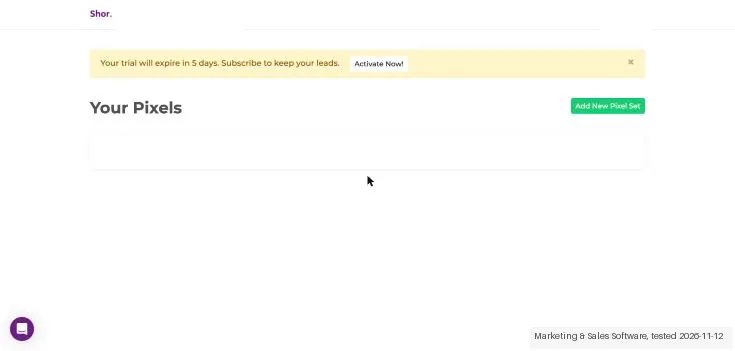 Shor.
Your trial will expire in 5 days. Subscribe to keep your leads. Activate Now! ×
Your Pixels
Add New Pixel Set
Marketing & Sales Software, tested 2026-11-12